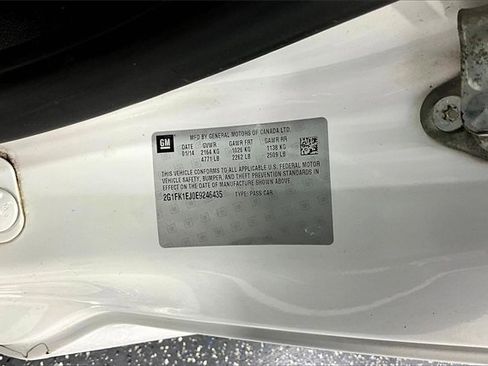 GM
MFD BY GENERAL MOTORS OF CANADA LTD.
DATE GVWR GAWR FRT GAWR RR
01/14 2164 KG 1026 KG 1138 KG
4771 LB 2262 LB 2509 LB
THIS VEHICLE CONFORMS TO ALL APPLICABLE U.S. FEDERAL MOTOR
VEHICLE SAFETY, BUMPER, AND THEFT PREVENTION STANDARDS IN
EFFECT ON THE DATE OF MANUFACTURE SHOWN ABOVE.
2G1FK1EJ0E9246435 TYPE: PASS CAR